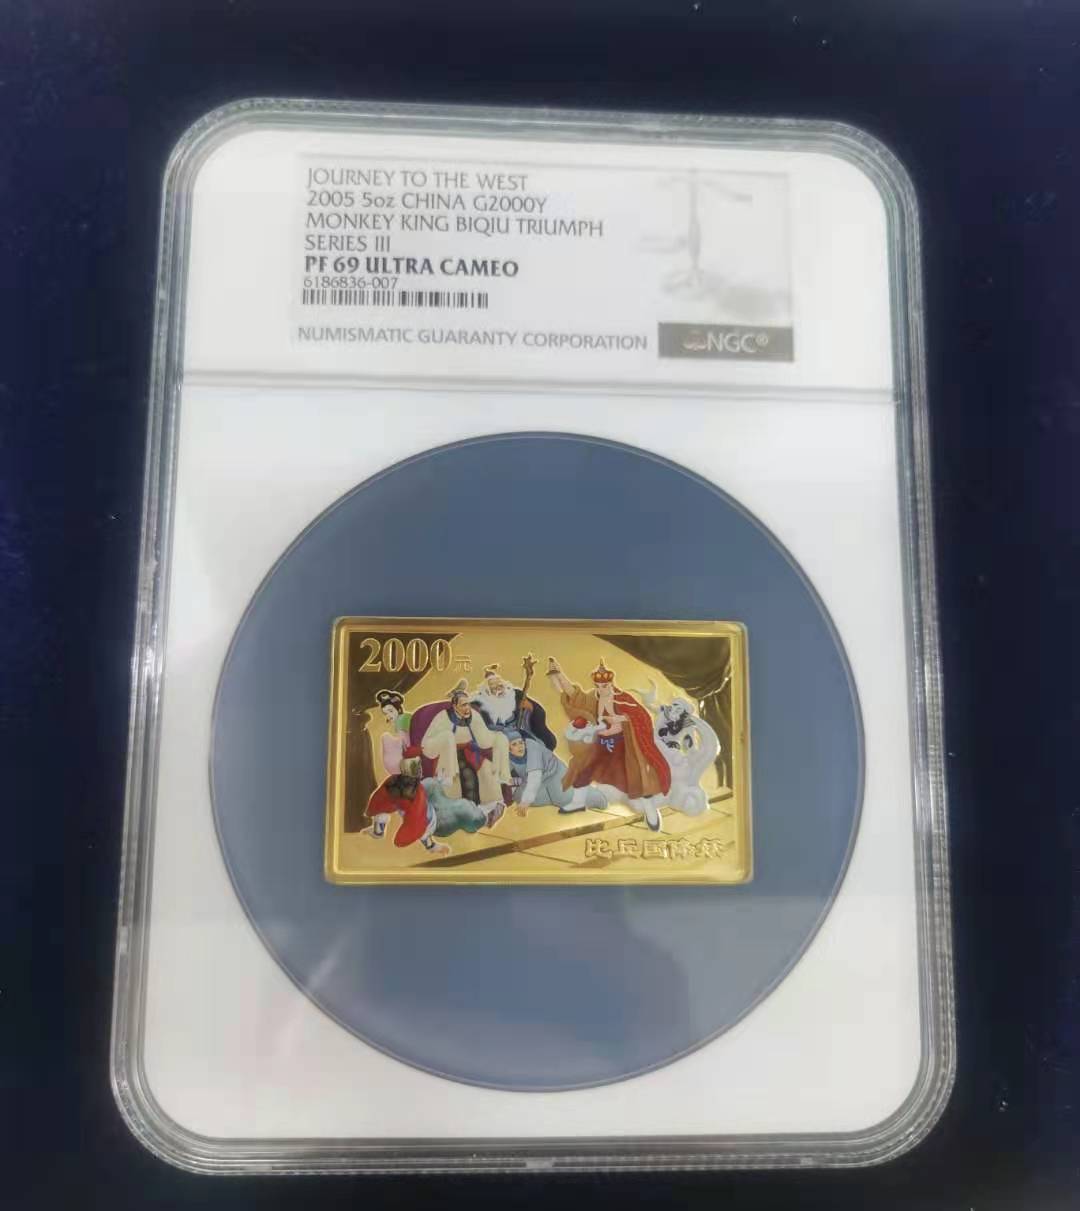 JOURNEY TO THE WEST
2005 5oz CHINA G2000Y
MONKEY KING BIQIU TRIUMPH
SERIES III
PF 69 ULTRA CAMEO
6186836-007
NUMISMATIC GUARANTY CORPORATION
NGC®
2000元
比丘国降妖